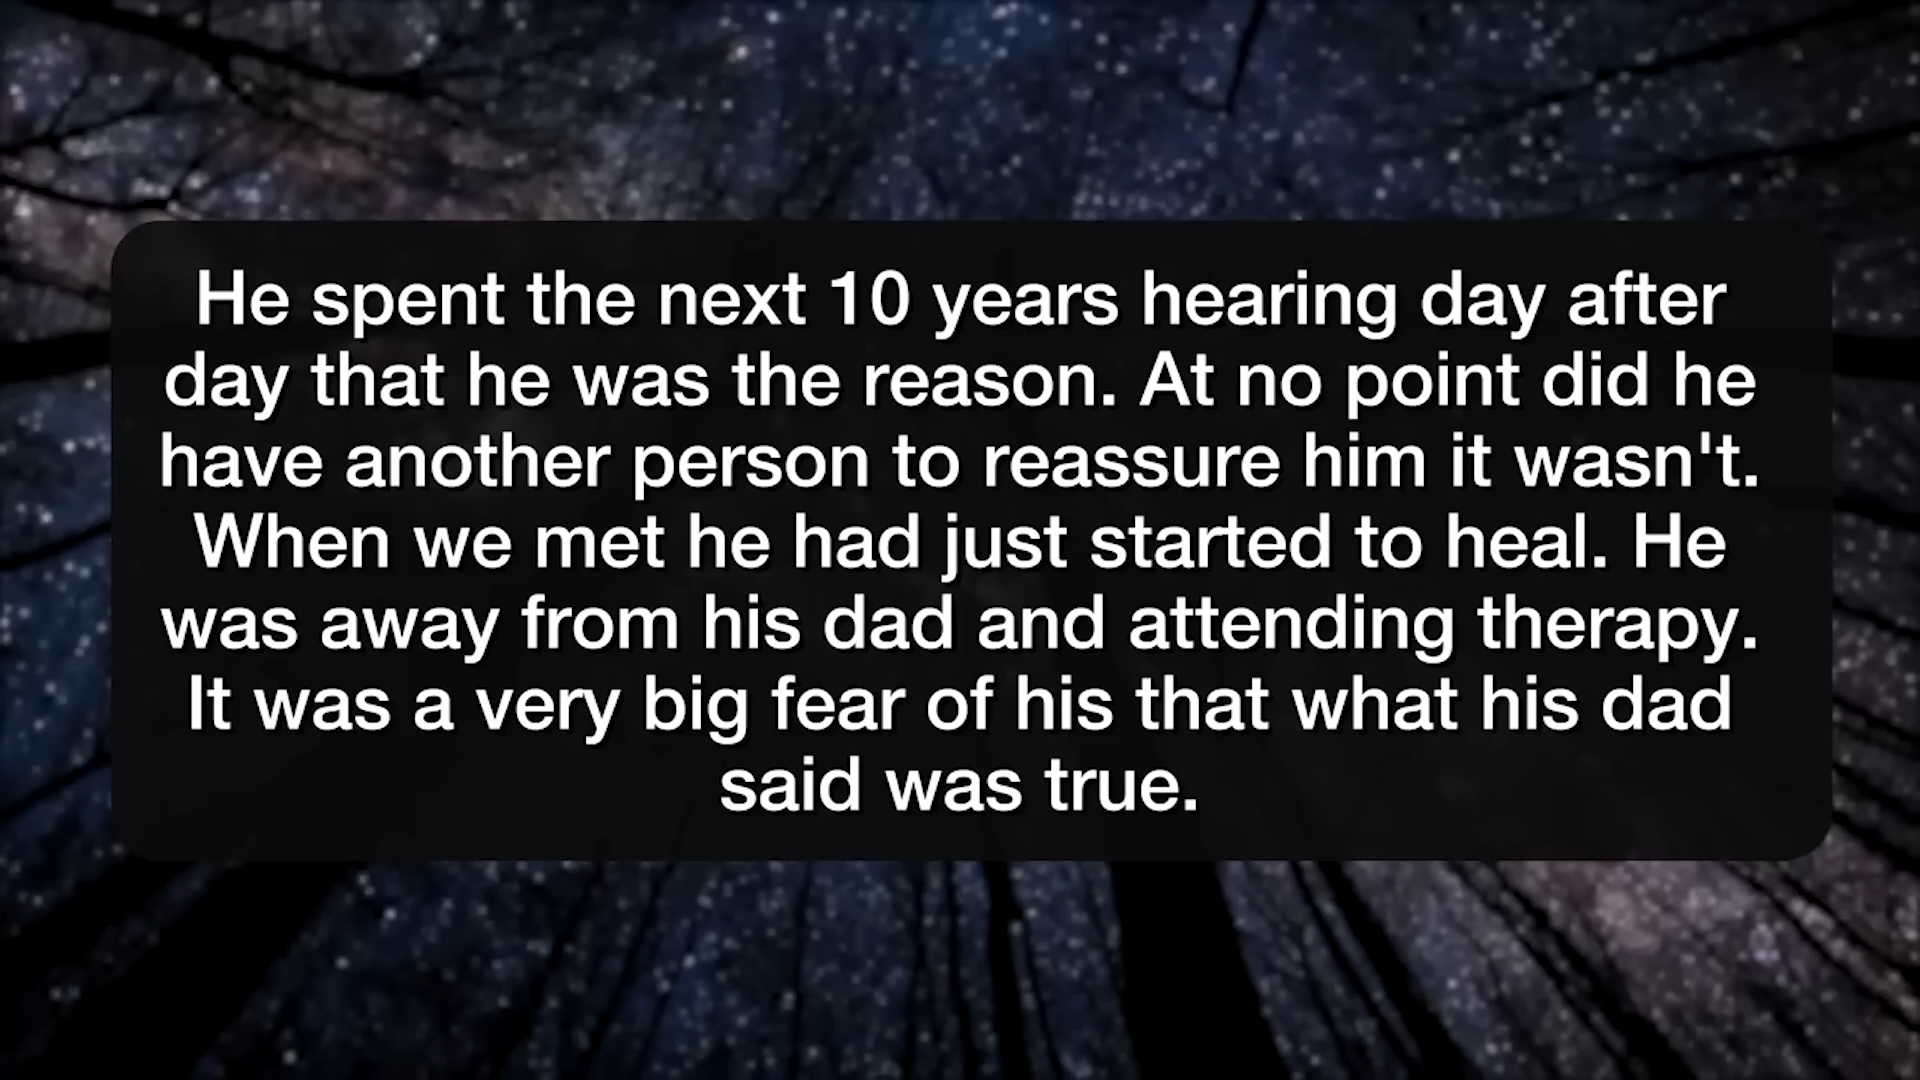 He spent the next 10 years hearing day after
day that he was the reason. At no point did he
have another person to reassure him it wasn't.
When we met he had just started to heal. He
was away from his dad and attending therapy.
It was a very big fear of his that what his dad
said was true.